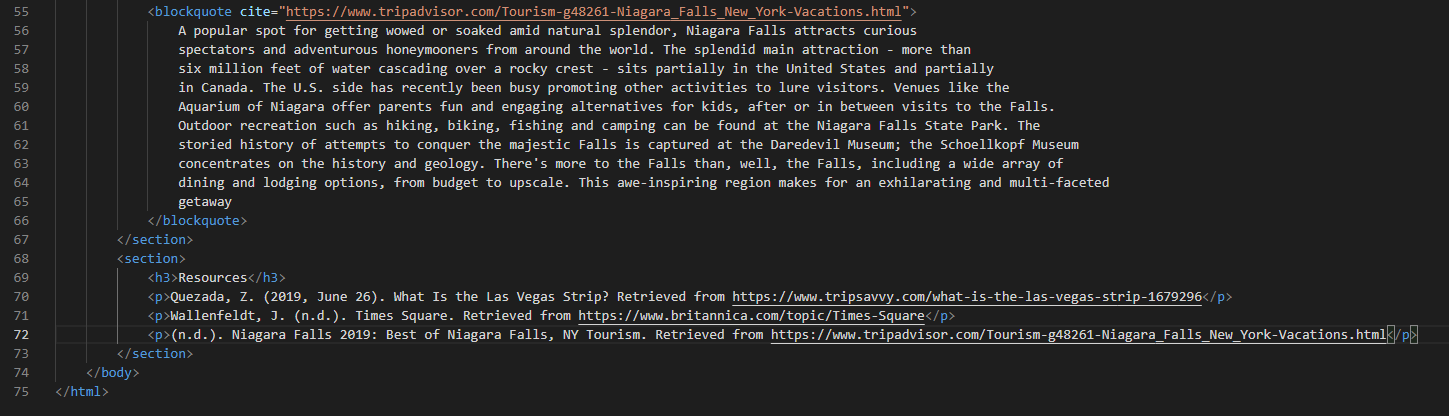 55 <blockquote cite="https://www.tripadvisor.com/Tourism-g48261-Niagara_Falls_New_York-Vacations.html">
56 A popular spot for getting wowed or soaked amid natural splendor, Niagara Falls attracts curious
57 spectators and adventurous honeymooners from around the world. The splendid main attraction - more than
58 six million feet of water cascading over a rocky crest - sits partially in the United States and partially
59 in Canada. The U.S. side has recently been busy promoting other activities to lure visitors. Venues like the
60 Aquarium of Niagara offer parents fun and engaging alternatives for kids, after or in between visits to the Falls.
61 Outdoor recreation such as hiking, biking, fishing and camping can be found at the Niagara Falls State Park. The
62 storied history of attempts to conquer the majestic Falls is captured at the Daredevil Museum; the Schoellkopf Museum
63 concentrates on the history and geology. There's more to the Falls than, well, the Falls, including a wide array of
64 dining and lodging options, from budget to upscale. This awe-inspiring region makes for an exhilarating and multi-faceted
65 getaway
66 </blockquote>
67 </section>
68 <section>
69 <h3>Resources</h3>
70 <p>Quezada, Z. (2019, June 26). What Is the Las Vegas Strip? Retrieved from https://www.tripsavvy.com/what-is-the-las-vegas-strip-1679296</p>
71 <p>Wallenfeldt, J. (n.d.). Times Square. Retrieved from https://www.britannica.com/topic/Times-Square</p>
72 <p>(n.d.). Niagara Falls 2019: Best of Niagara Falls, NY Tourism. Retrieved from https://www.tripadvisor.com/Tourism-g48261-Niagara_Falls_New_York-Vacations.html</p>
73 </section>
74 </body>
75 </html>